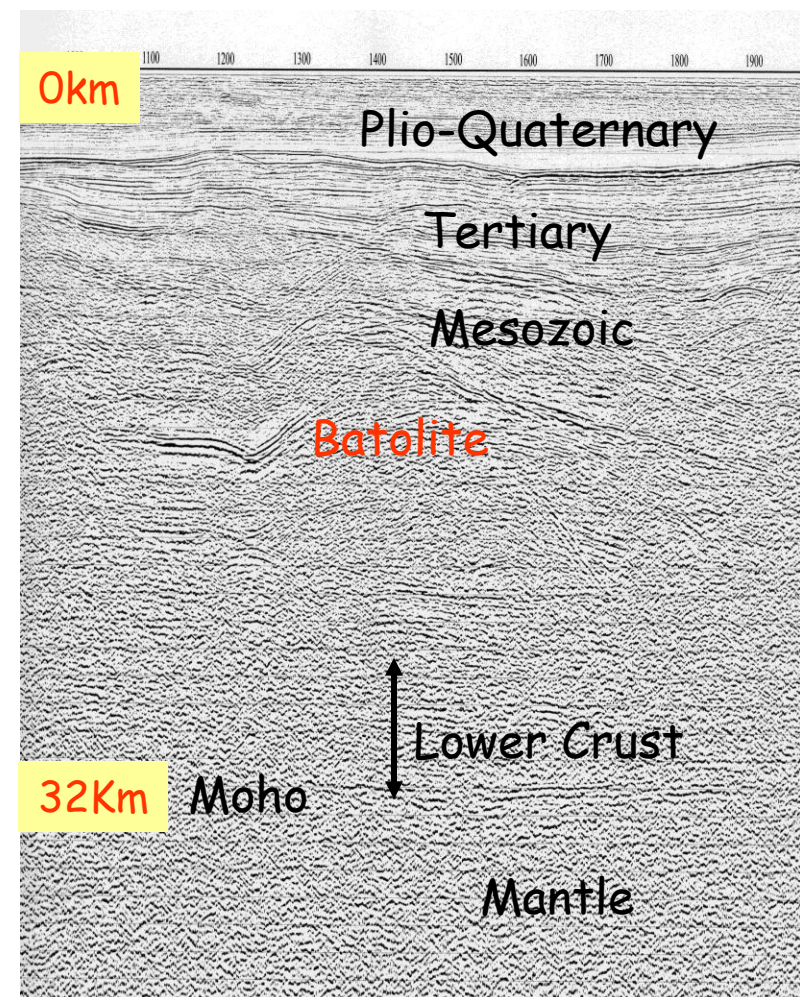 1100 1200 1300 1400 1500 1600 1700 1800 1900
0km
Plio-Quaternary
Tertiary
Mesozoic
Batolite
Lower Crust
32Km Moho
Mantle